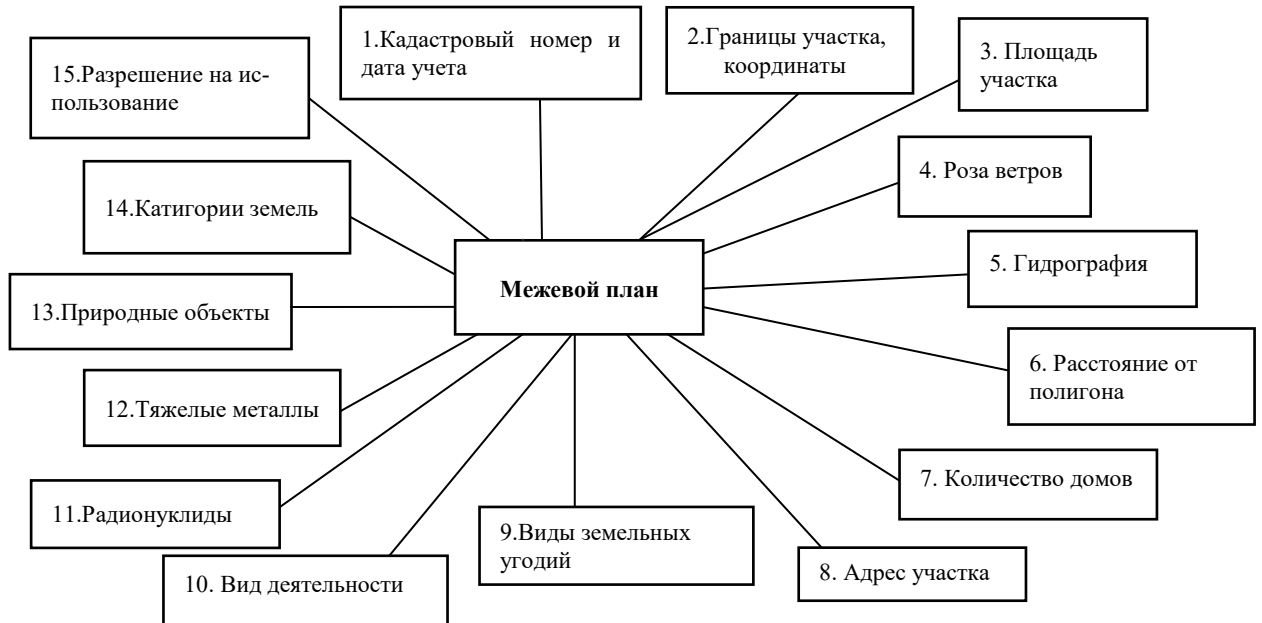 1.Кадастровый номер и
дата учета
2.Границы участка,
координаты
3. Площадь
участка
4. Роза ветров
5. Гидрография
6. Расстояние от
полигона
7. Количество домов
8. Адрес участка
9.Виды земельных
угодий
10. Вид деятельности
11.Радионуклиды
12.Тяжелые металлы
13.Природные объекты
14.Катигории земель
15.Разрешение на ис-
пользование
Межевой план